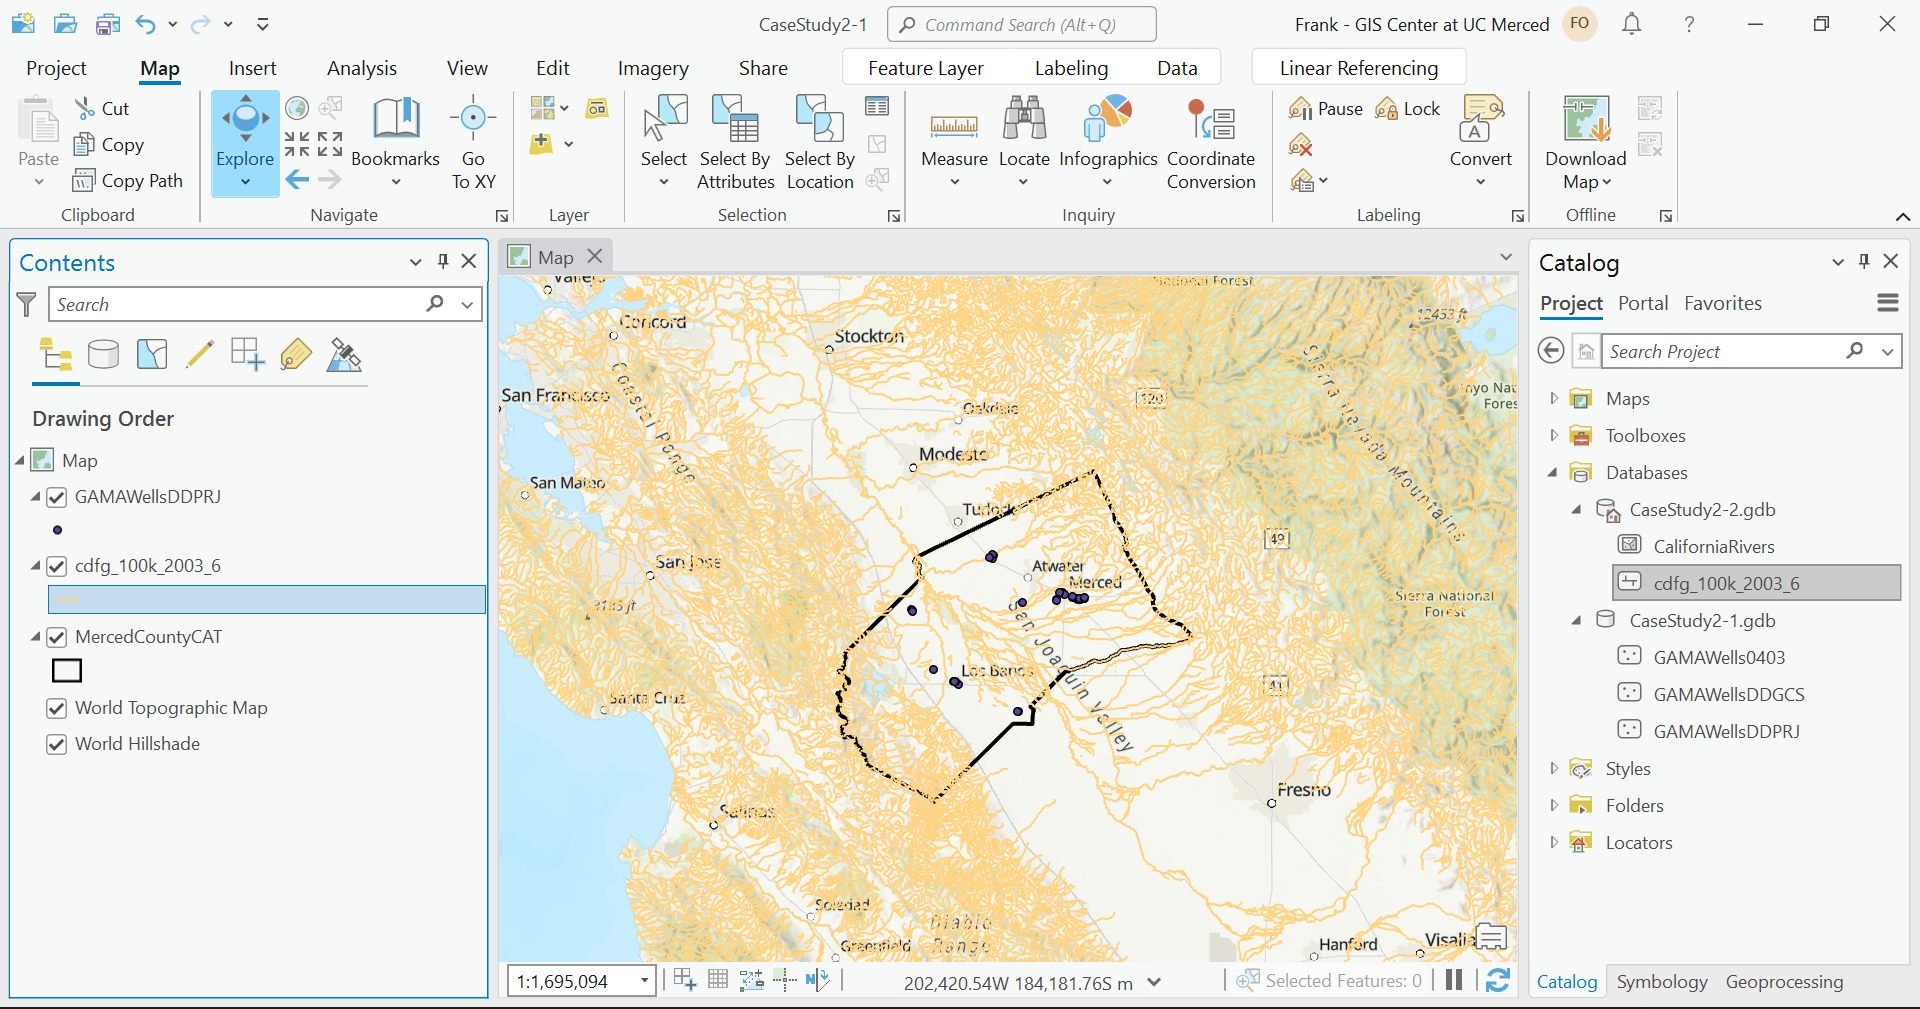 CaseStudy2-1
Command Search (Alt+Q)
Frank - GIS Center at UC Merced
FO
?
Project
Map
Insert
Analysis
View
Edit
Imagery
Share
Feature Layer
Labeling
Data
Linear Referencing
Paste
Cut
Copy
Copy Path
Clipboard
Explore
Bookmarks
Go
To XY
Navigate
Layer
Select
Select By
Attributes
Select By
Location
Selection
Measure
Locate
Infographics
Coordinate
Conversion
Inquiry
Pause
Lock
A
Convert
Labeling
Download
Map
Offline
Contents
Search
Drawing Order
Map
GAMAWellsDDPRJ
cdfg_100k_2003_6
MercedCountyCAT
World Topographic Map
World Hillshade
Map
Vallejo
National Forest
Concord
Stockton
12453 ft
San Francisco
Coastal Range
Oakdale
120
Sierra Nevada Mountains
Inyo Nat
Fores
Modesto
San Mateo
Turlock
49
San Jose
Atwater
Merced
3185 ft
Sierra National
Forest
San Joaquin Valley
Los Banos
41
Santa Cruz
Fresno
Salinas
Soledad
Diablo
Range
Greenfield
Hanford
Visalia
1:1,695,094
N
202,420.54W 184,181.76S m
Selected Features: 0
Catalog
Project
Portal
Favorites
Search Project
Maps
Toolboxes
Databases
CaseStudy2-2.gdb
CaliforniaRivers
cdfg_100k_2003_6
CaseStudy2-1.gdb
GAMAWells0403
GAMAWellsDDGCS
GAMAWellsDDPRJ
Styles
Folders
Locators
Catalog
Symbology
Geoprocessing